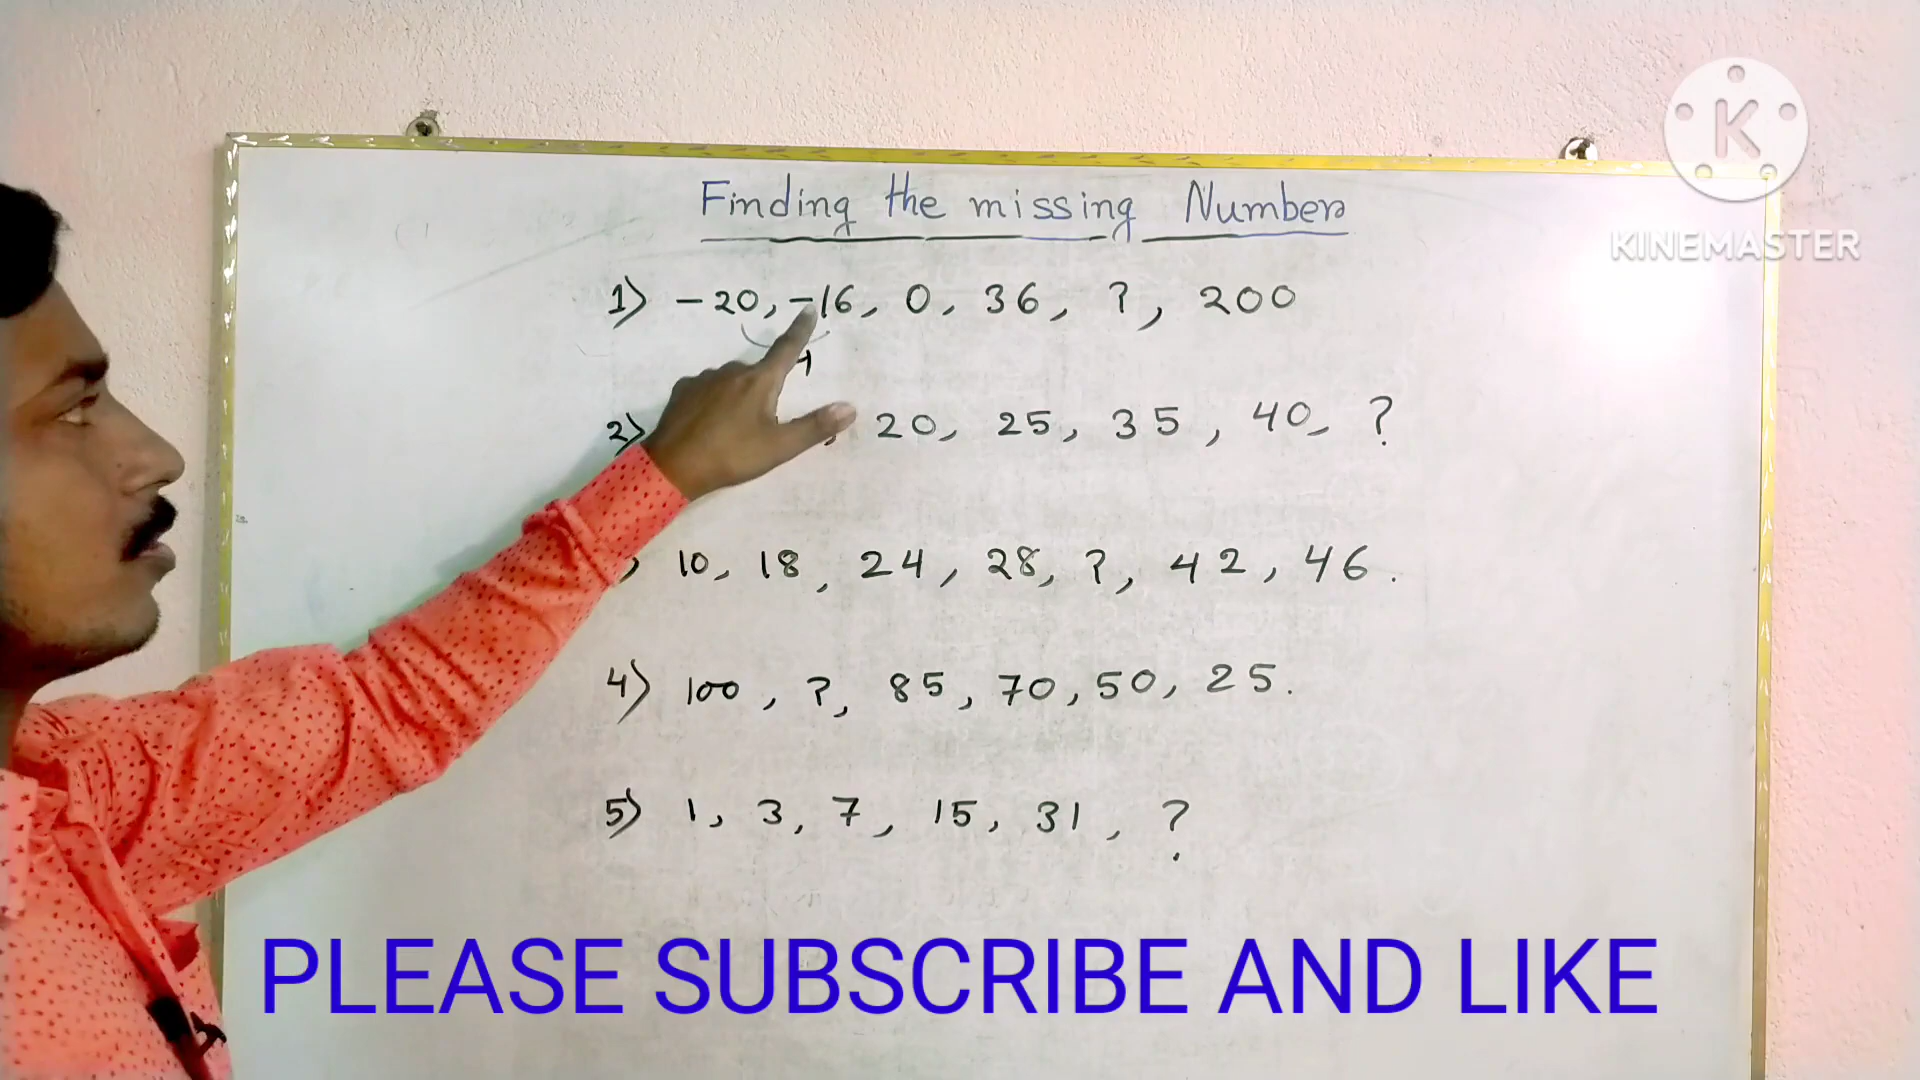 K
KINEMASTER
Finding the missing Number
1) -20, -16, 0, 36, ?, 200
2) , 20, 25, 35, 40, ?
) 10, 18, 24, 28, ?, 42, 46.
4) 100, ?, 85, 70, 50, 25.
5) 1, 3, 7, 15, 31, ?
PLEASE SUBSCRIBE AND LIKE